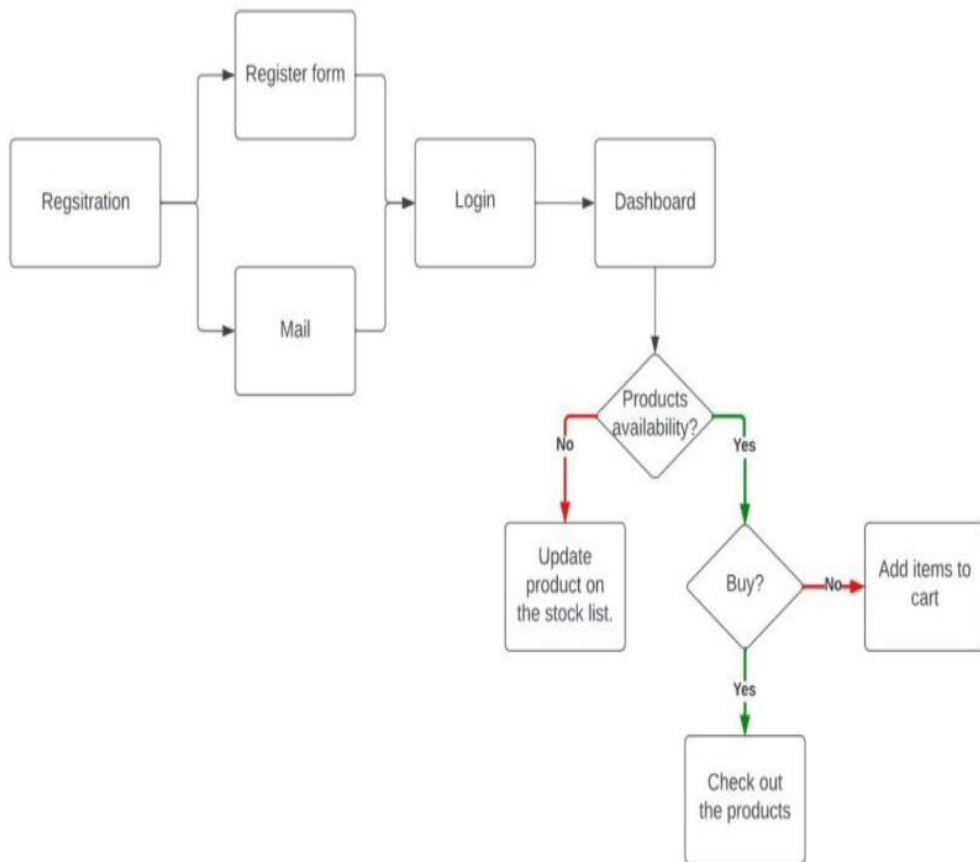 Register form
Regsitration
Login
Dashboard
Mail
Products
availability?
No
Yes
Update
product on
the stock list.
Buy?
No
Add items to
cart
Yes
Check out
the products